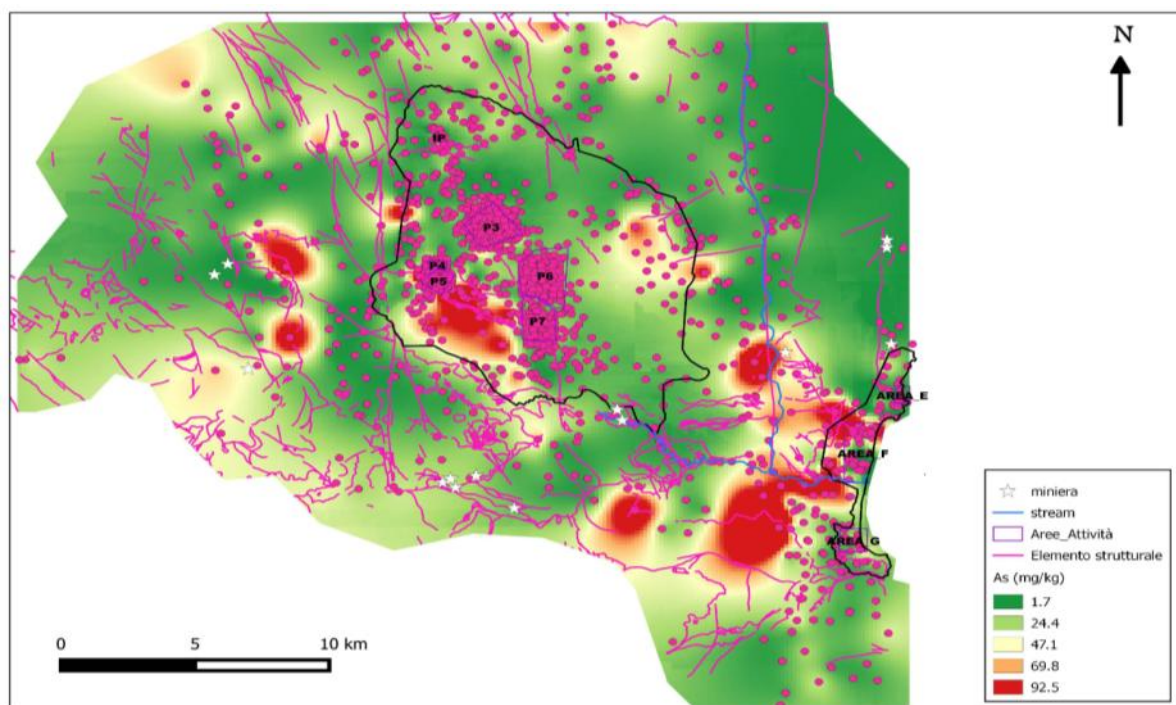 N
IP
P3
P4
P6
P5
P7
AREA_E
AREA_F
AREA_G
miniera
stream
Aree_Attività
Elemento strutturale
As (mg/kg)
1.7
24.4
47.1
69.8
92.5
0 5 10 km